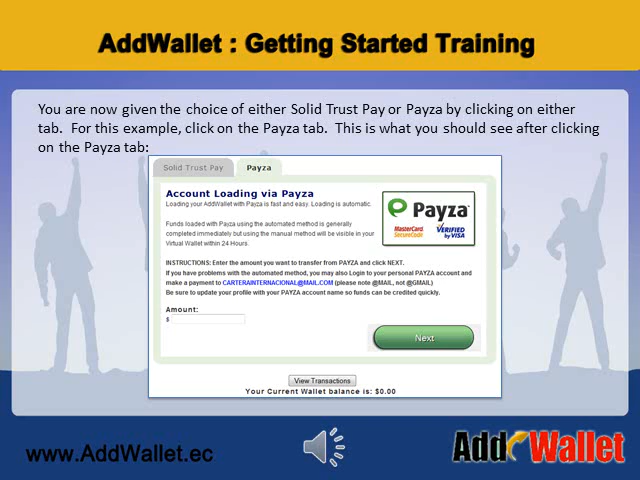 AddWallet : Getting Started Training
You are now given the choice of either Solid Trust Pay or Payza by clicking on either
tab. For this example, click on the Payza tab. This is what you should see after clicking
on the Payza tab:
Solid Trust Pay Payza
Account Loading via Payza
Loading your AddWallet with Payza is fast and easy. Loading is automatic.
Funds loaded with Payza using the automated method is generally
completed immediately but using the manual method will be visible in your
Virtual Wallet within 24 Hours.
Payza
MasterCard
SecureCode
VERIFIED
by VISA
INSTRUCTIONS: Enter the amount you want to transfer from PAYZA and click NEXT.
If you have problems with the automated method, you may also Login to your personal PAYZA account and
make a payment to CARTERAINTERNACIONAL@MAIL.COM (please note @MAIL, not @GMAIL)
Be sure to update your profile with your PAYZA account name so funds can be credited quickly.
Amount:
$
Next
View Transactions
Your Current Wallet balance is: $0.00
www.AddWallet.ec
Add Wallet